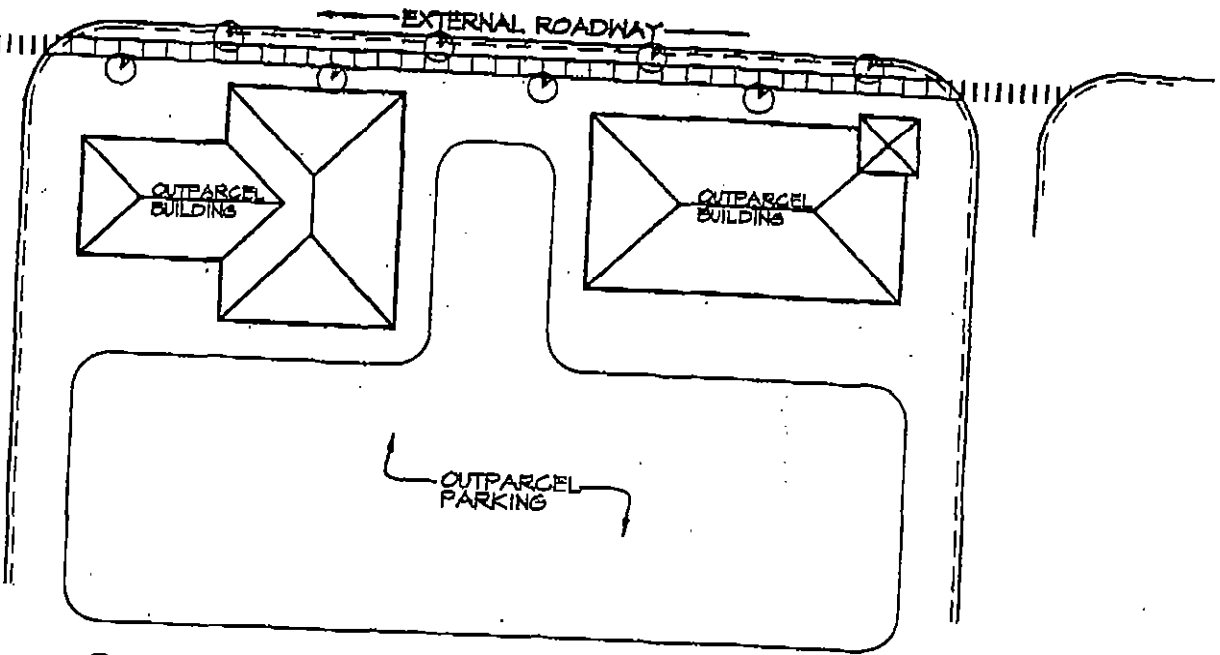 EXTERNAL ROADWAY
OUTPARCEL
BUILDING
OUTPARCEL
BUILDING
OUTPARCEL
PARKING